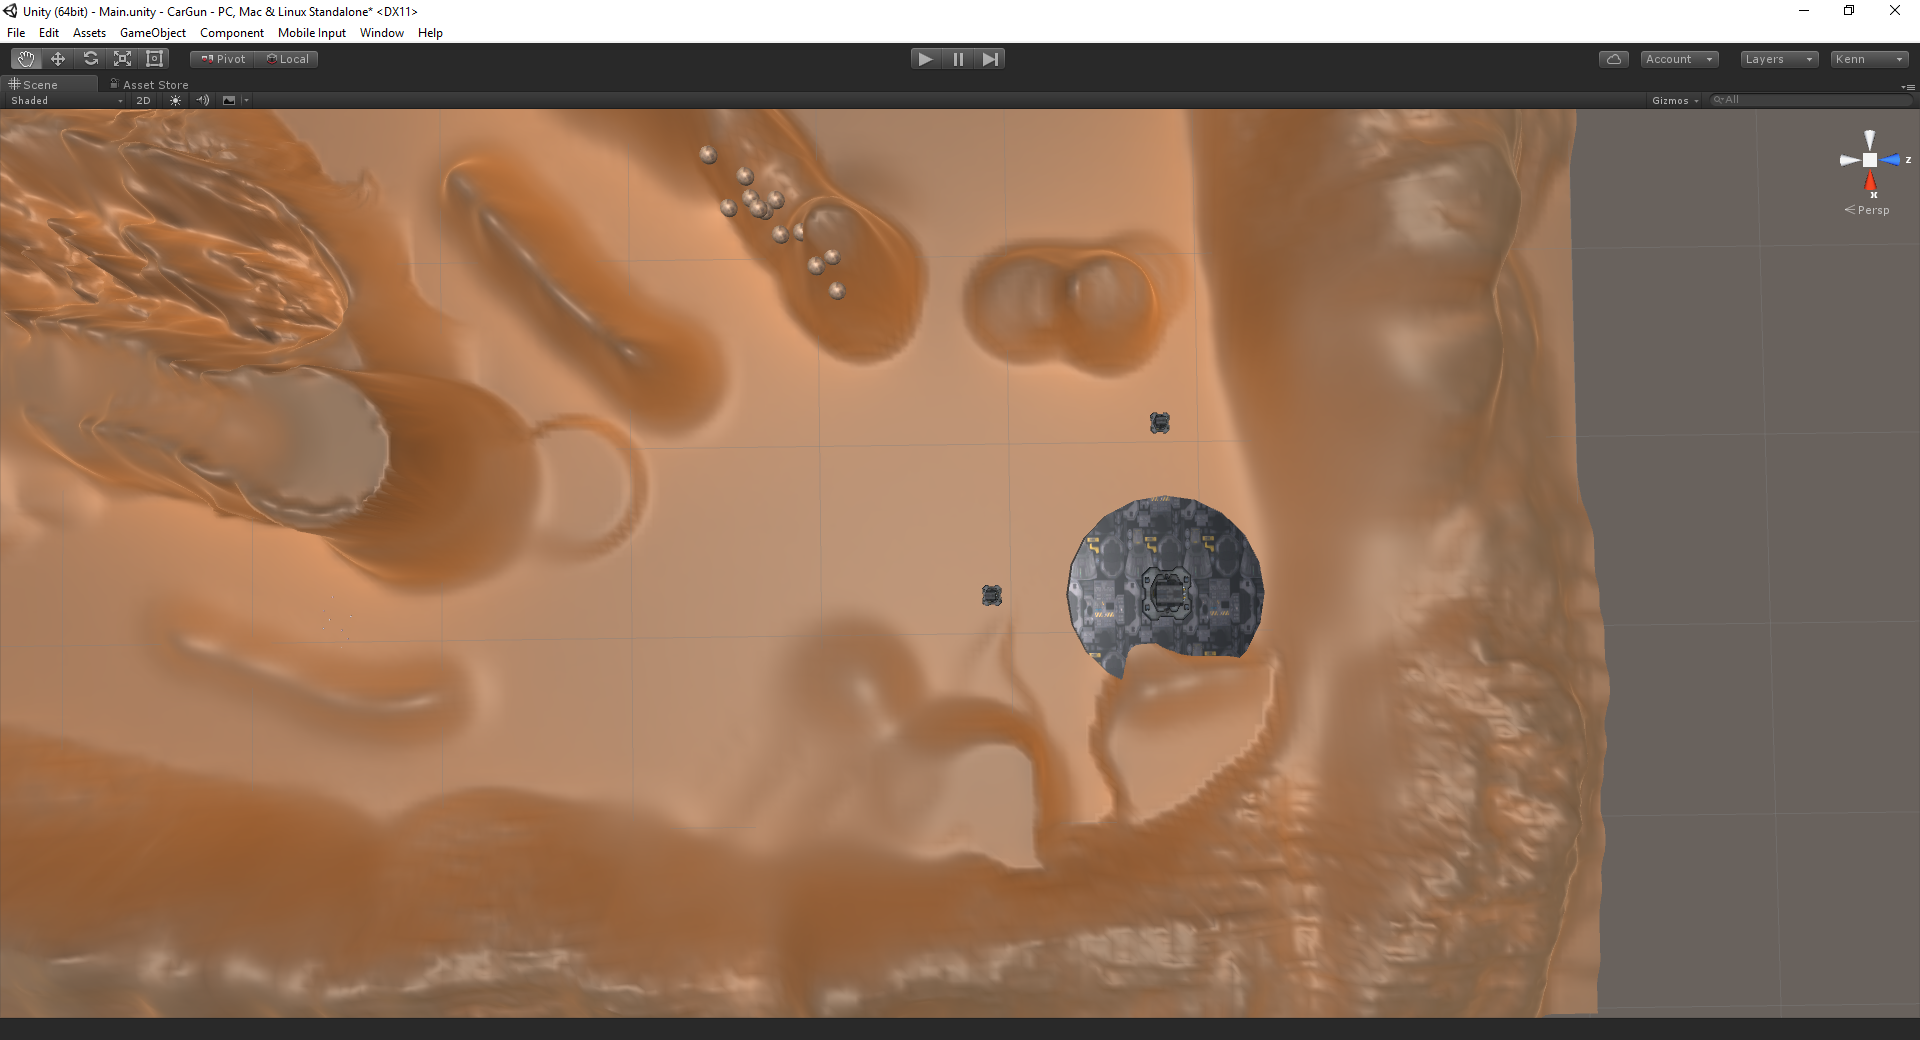 Unity (64bit) - Main.unity - CarGun - PC, Mac & Linux Standalone* <DX11>
File Edit Assets GameObject Component Mobile Input Window Help
Pivot Local Account Layers Kenn
Scene Asset Store
Shaded 2D Gizmos All
z
x
Persp